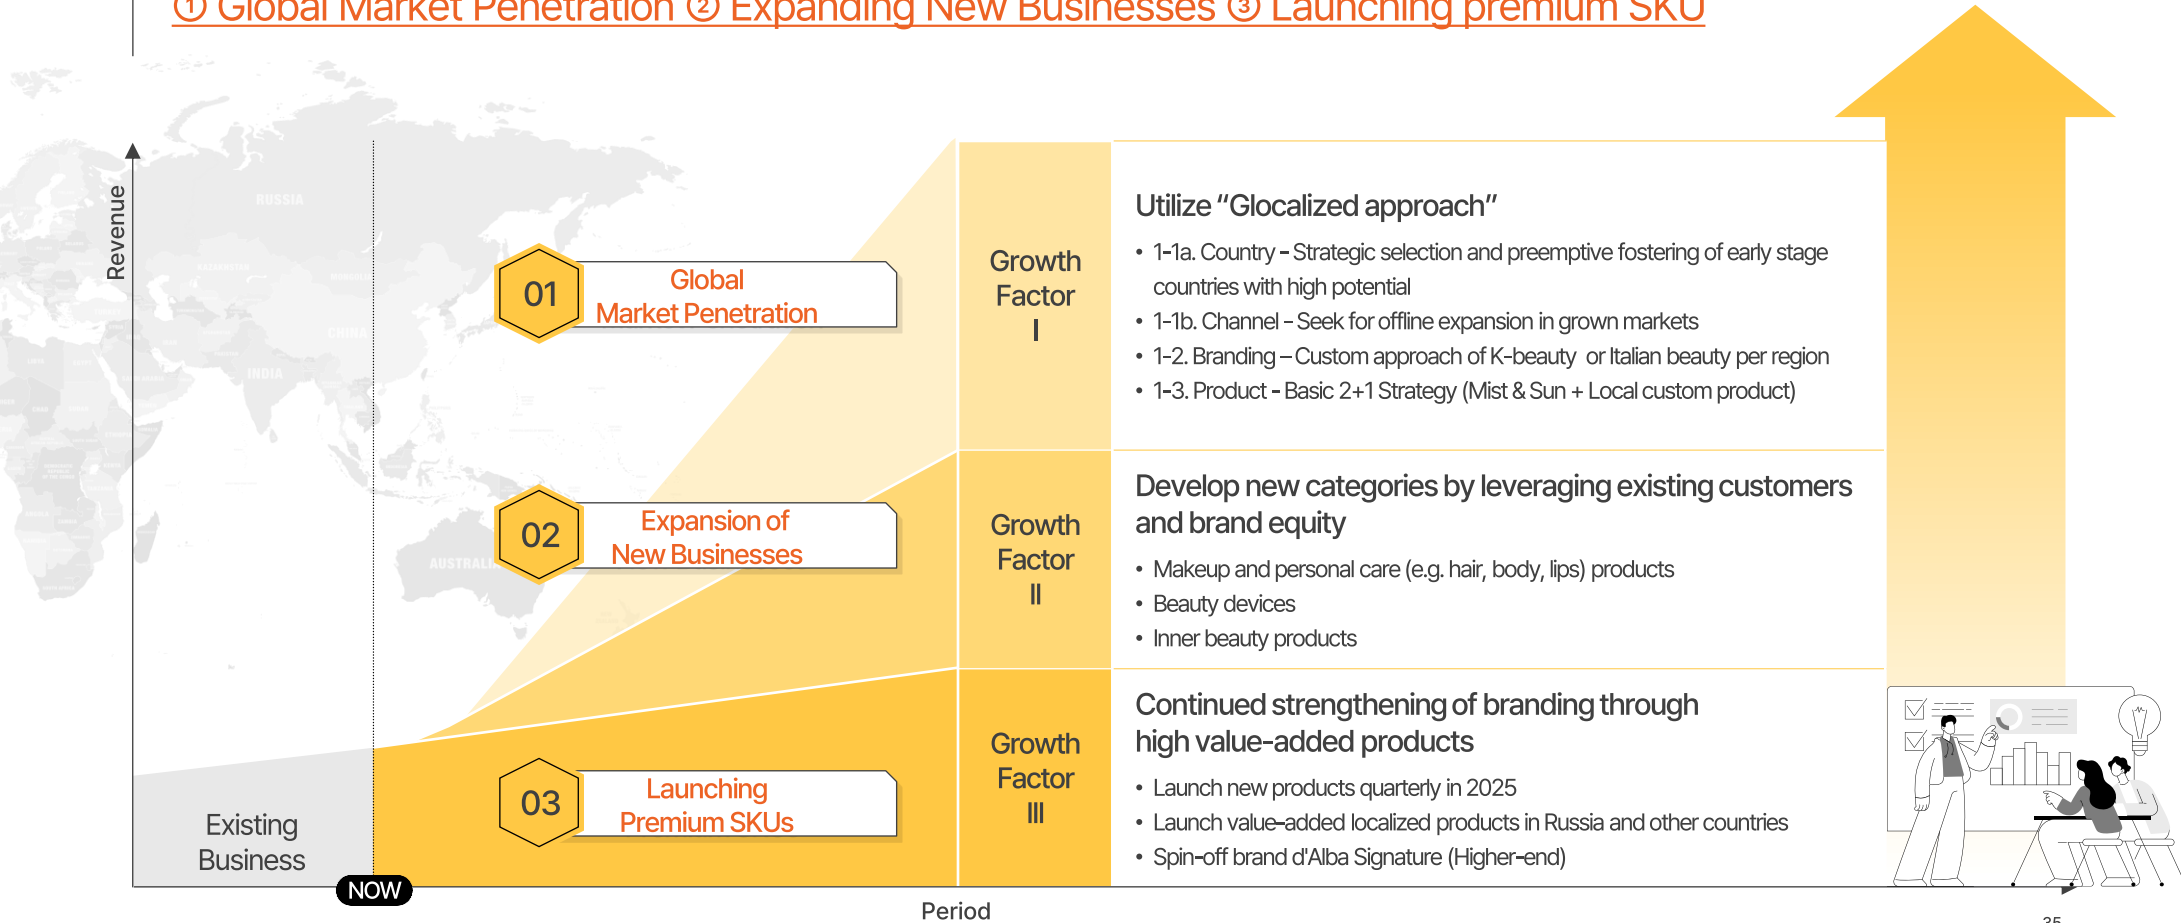 ① Global Market Penetration ② Expanding New Businesses ③ Launching premium SKU
Revenue
RUSSIA
KAZAKHSTAN
MONGOLIA
CHINA
INDIA
AUSTRALIA
01
Global
Market Penetration
Growth
Factor
I
Utilize “Glocalized approach”
• 1-1a. Country - Strategic selection and preemptive fostering of early stage
countries with high potential
• 1-1b. Channel - Seek for offline expansion in grown markets
• 1-2. Branding – Custom approach of K-beauty or Italian beauty per region
• 1-3. Product - Basic 2+1 Strategy (Mist & Sun + Local custom product)
02
Expansion of
New Businesses
Growth
Factor
II
Develop new categories by leveraging existing customers
and brand equity
• Makeup and personal care (e.g. hair, body, lips) products
• Beauty devices
• Inner beauty products
03
Launching
Premium SKUs
Growth
Factor
III
Continued strengthening of branding through
high value-added products
• Launch new products quarterly in 2025
• Launch value-added localized products in Russia and other countries
• Spin-off brand d'Alba Signature (Higher-end)
Existing
Business
NOW
Period
35